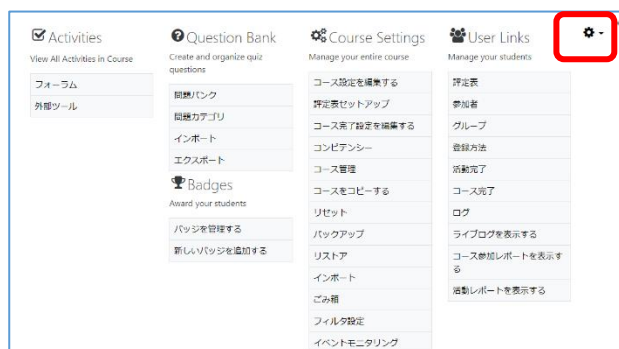 Activities
View All Activities in Course
フォーラム
外部ツール
Question Bank
Create and organize quiz
questions
問題バンク
問題カテゴリ
インポート
エクスポート
Badges
Award your students
バッジを管理する
新しいバッジを追加する
Course Settings
Manage your entire course
コース設定を編集する
評定表セットアップ
コース完了設定を編集する
コンピテンシー
コース管理
コースをコピーする
リセット
バックアップ
リストア
インポート
ごみ箱
フィルタ設定
イベントモニタリング
User Links
Manage your students
評定表
参加者
グループ
登録方法
活動完了
コース完了
ログ
ライブログを表示する
コース参加レポートを表示す
る
活動レポートを表示する